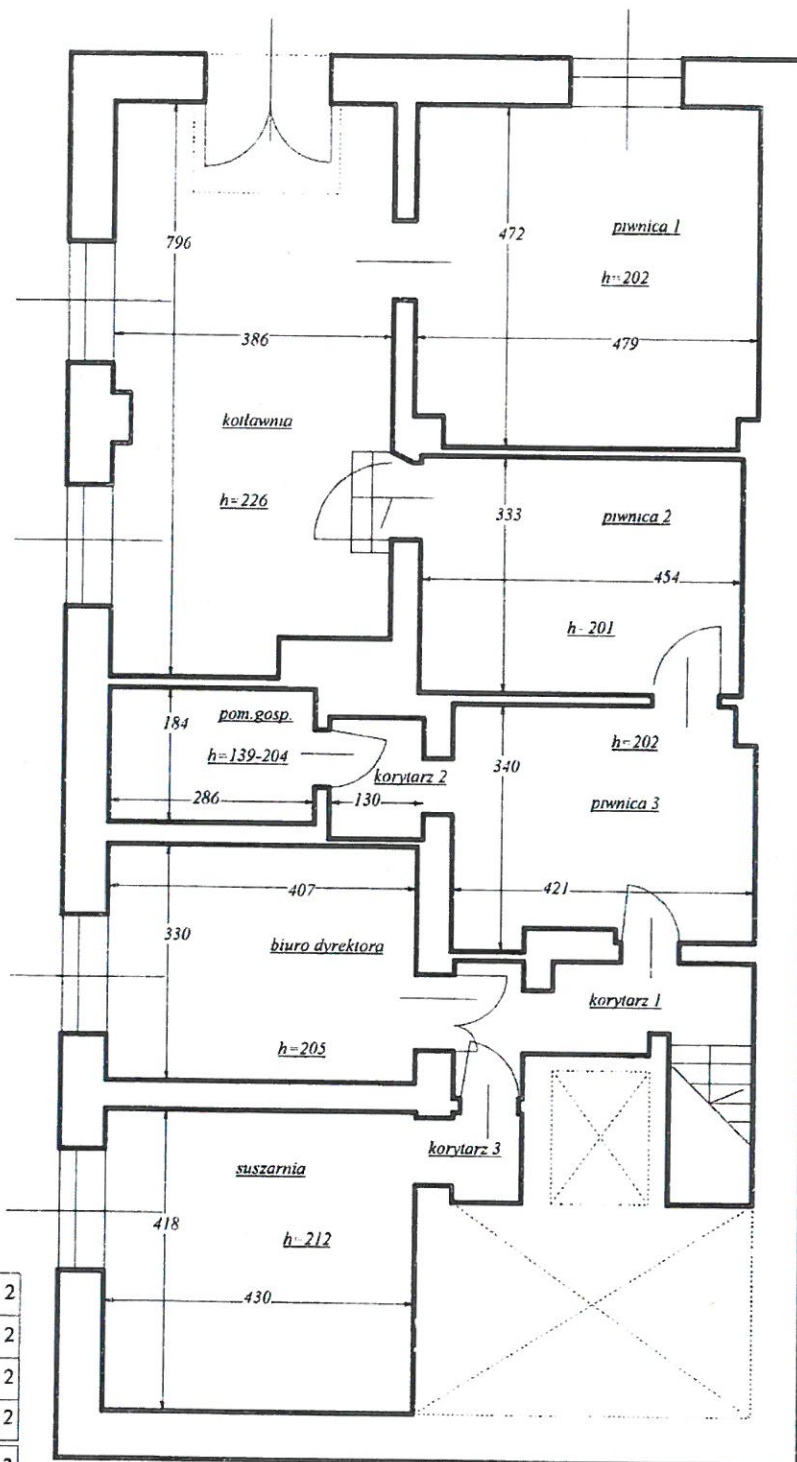 796
472
piwnica 1
h=202
386
479
kotłownia
h=226
333
piwnica 2
454
h=201
184
pom.gosp.
h=139-204
286
korytarz 2
130
340
h=202
piwnica 3
421
407
330
biuro dyrektora
h=205
korytarz 1
korytarz 3
suszarnia
418
h=212
430
2
2
2
2